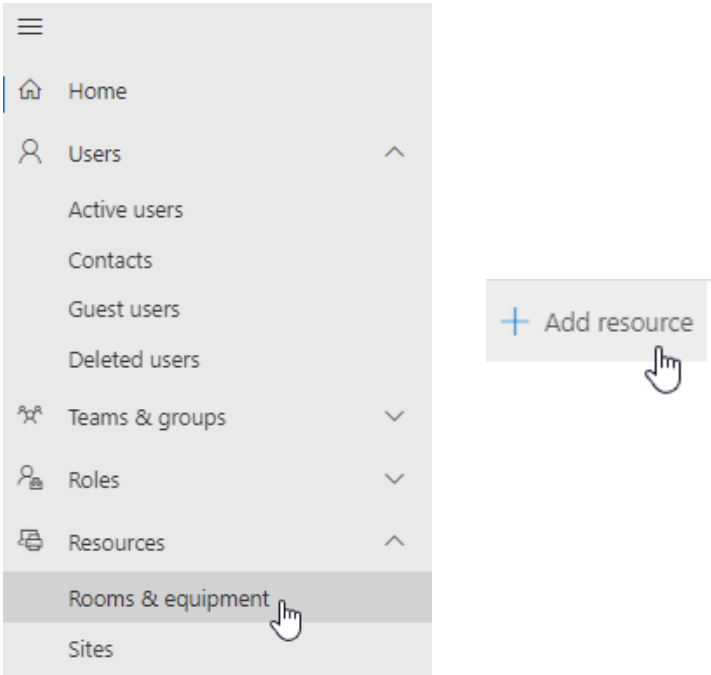 Home
Users
Active users
Contacts
Guest users
Deleted users
Teams & groups
Roles
Resources
Rooms & equipment
Sites
Add resource